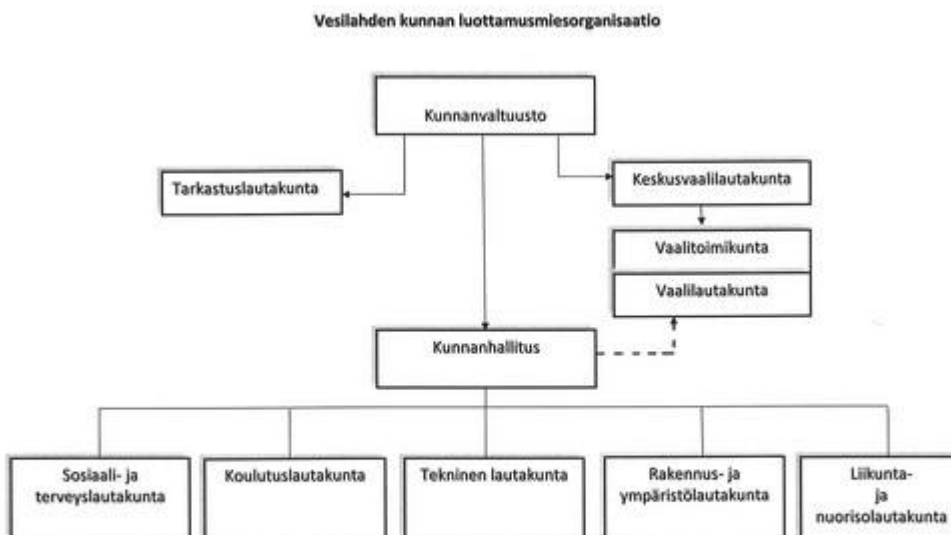 Vesilahden kunnan luottamusmiesorganisaatio
Kunnanvaltuusto
Tarkastuslautakunta
Keskusvaalilautakunta
Vaalitoimikunta
Vaalilautakunta
Kunnanhallitus
Sosiaali- ja
terveyslautakunta
Koulutuslautakunta
Tekninen lautakunta
Rakennus- ja
ympäristölautakunta
Liikunta-
ja
nuorisolautakunta